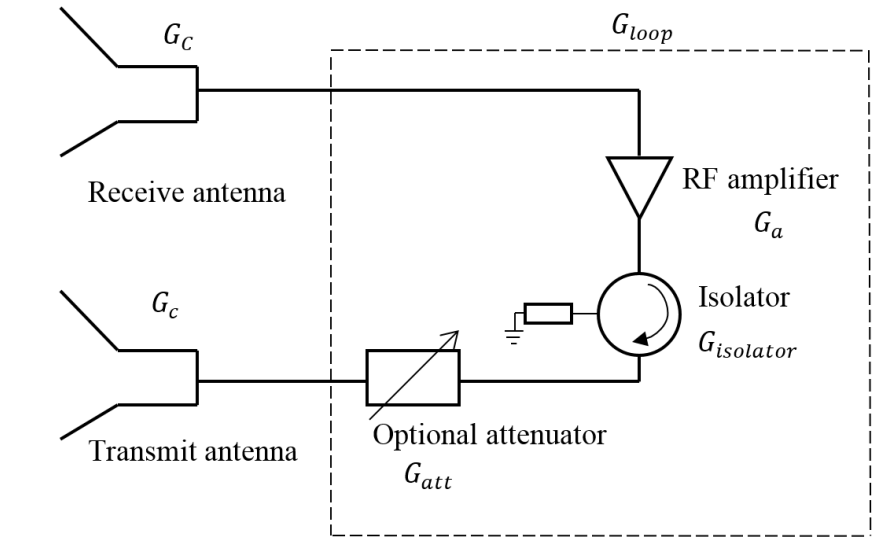 G_loop
G_C
Receive antenna
RF amplifier
G_a
Isolator
G_isolator
G_c
Transmit antenna
Optional attenuator
G_att